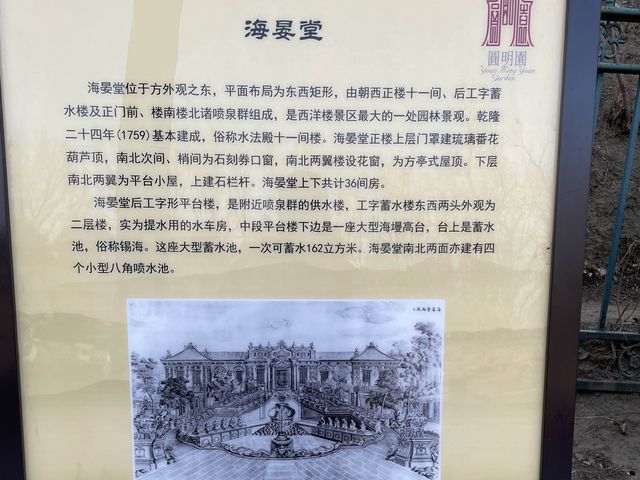 海晏堂
圓明園
Yuan Ming Yuan
Garden
海晏堂位于方外观之东，平面布局为东西矩形，由朝西正楼十一间、后工字蓄
水楼及正门前、楼南楼北诸喷泉群组成，是西洋楼景区最大的一处园林景观。乾隆
二十四年(1759)基本建成，俗称水法殿十一间楼。海晏堂正楼上层门罩建琉璃番花
葫芦顶，南北次间、梢间为石刻券口窗，南北两翼楼设花窗，为方亭式屋顶。下层
南北两翼为平台小屋，上建石栏杆。海晏堂上下共计36间房。
海晏堂后工字形平台楼，是附近喷泉群的供水楼，工字蓄水楼东西两头外观为
二层楼，实为提水用的水车房，中段平台楼下边是一座大型海墁高台，台上是蓄水
池，俗称锡海。这座大型蓄水池，一次可蓄水162立方米。海晏堂南北两面亦建有四
个小型八角喷水池。